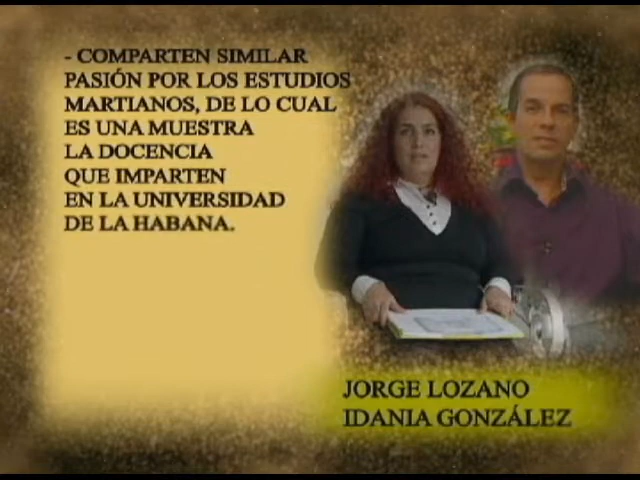 - COMPARTEN SIMILAR
PASIÓN POR LOS ESTUDIOS
MARTIANOS, DE LO CUAL
ES UNA MUESTRA
LA DOCENCIA
QUE IMPARTEN
EN LA UNIVERSIDAD
DE LA HABANA.
JORGE LOZANO
IDANIA GONZÁLEZ